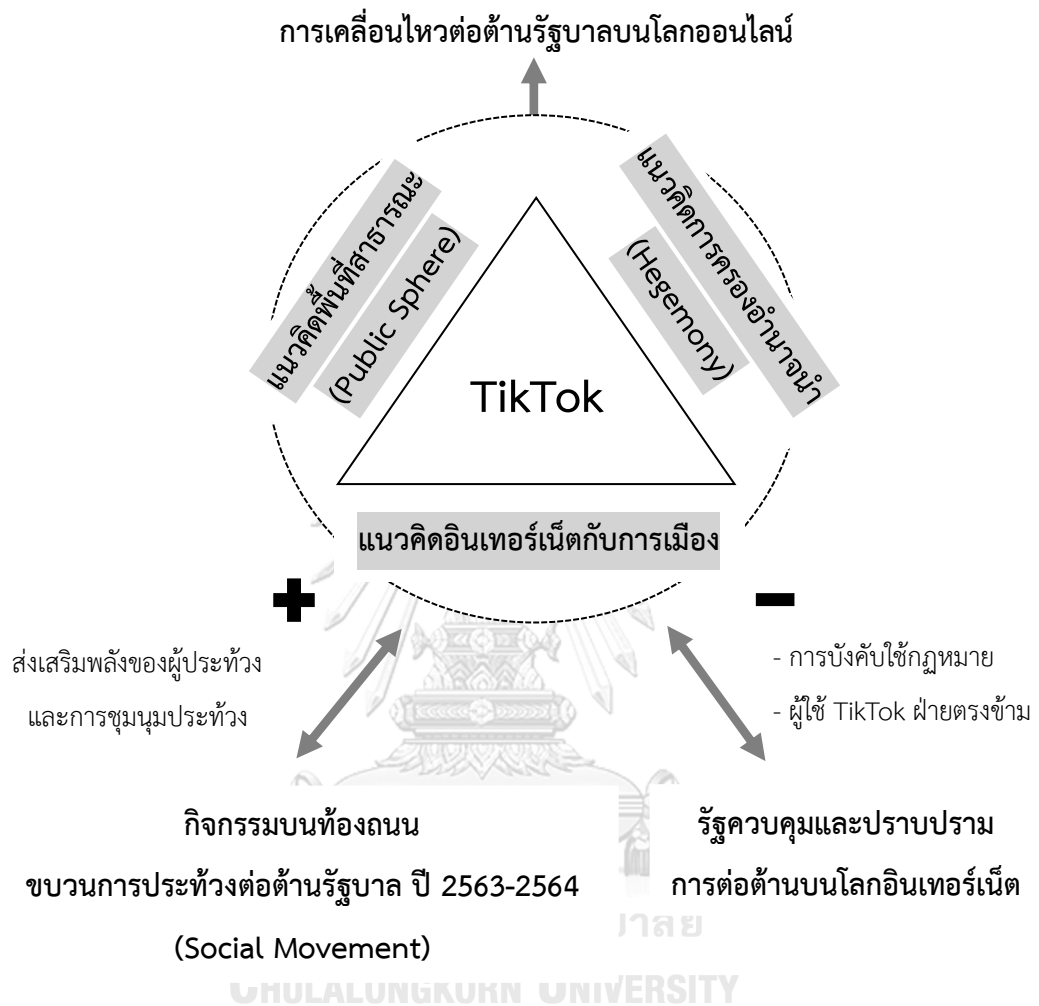 การเคลื่อนไหวต่อต้านรัฐบาลบนโลกออนไลน์
แนวคิดพื้นที่สาธารณะ
(Public Sphere)
แนวคิดการครองอำนาจนำ
(Hegemony)
TikTok
แนวคิดอินเทอร์เน็ตกับการเมือง
+
-
ส่งเสริมพลังของผู้ประท้วง
และการชุมนุมประท้วง
- การบังคับใช้กฎหมาย
- ผู้ใช้ TikTok ฝ่ายตรงข้าม
กิจกรรมบนท้องถนน
ขบวนการประท้วงต่อต้านรัฐบาล ปี 2563-2564
(Social Movement)
รัฐควบคุมและปราบปราม
การต่อต้านบนโลกอินเทอร์เน็ต
CHULALONGKORN UNIVERSITY